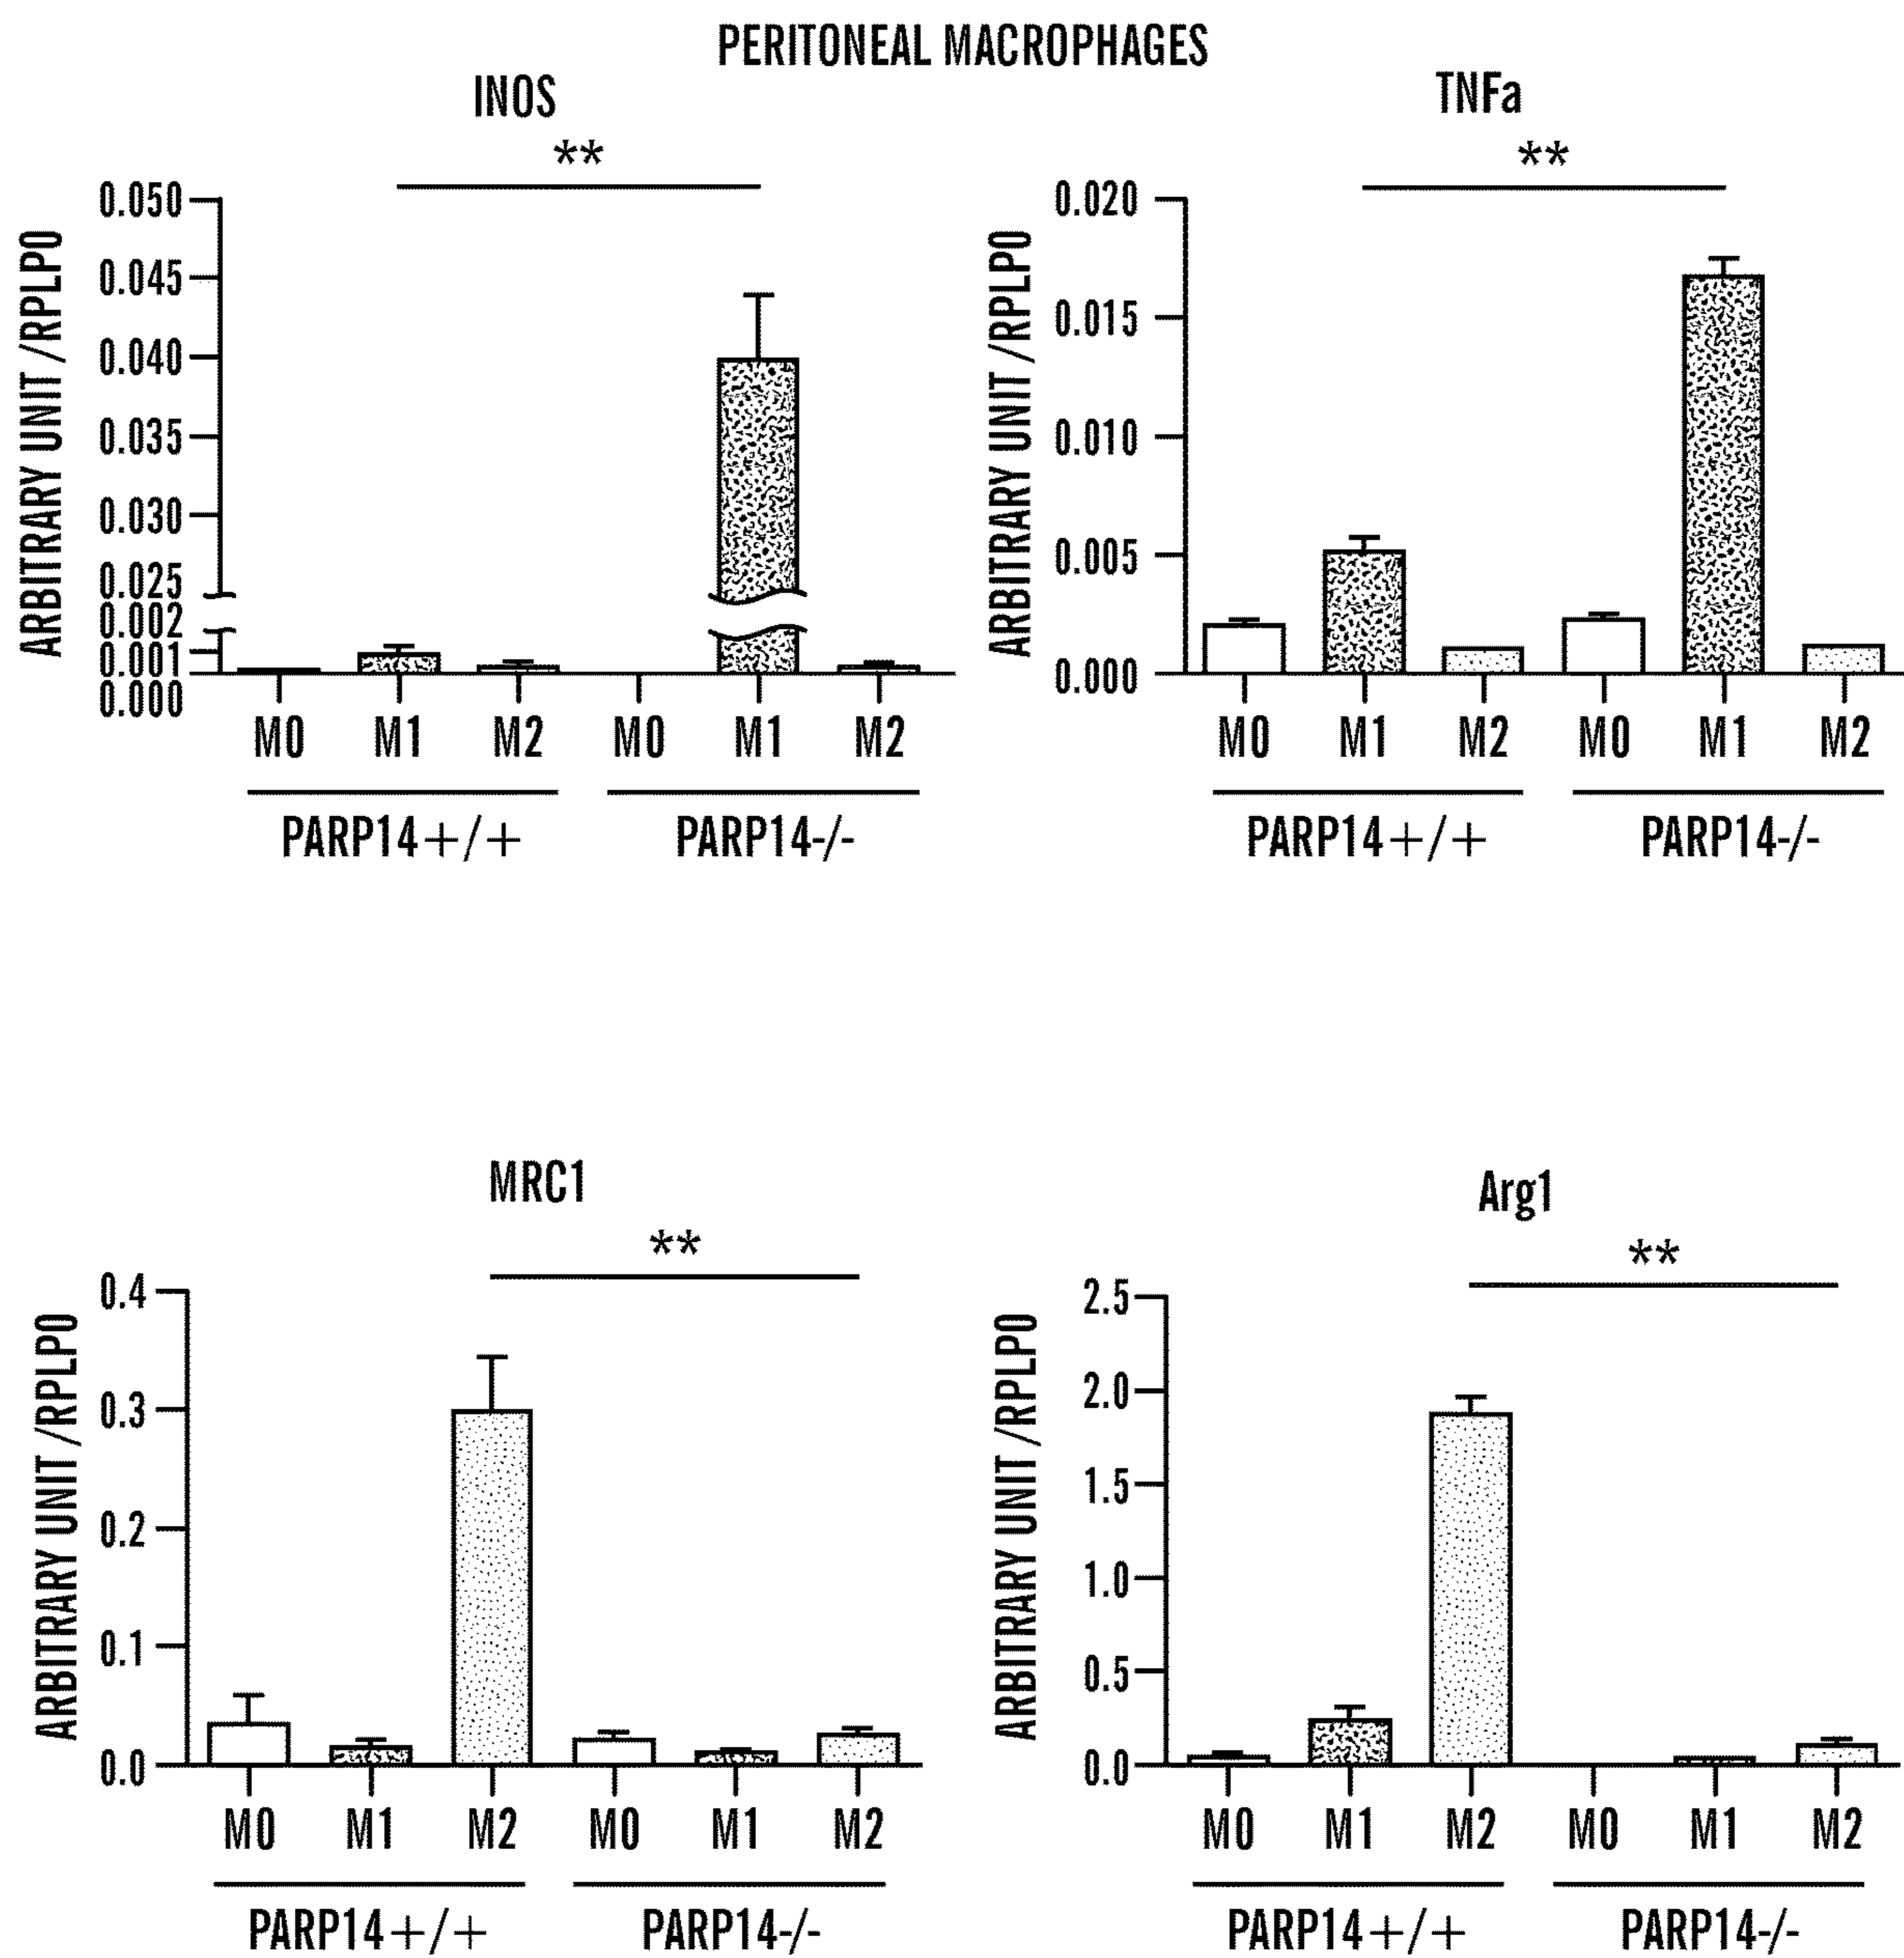 PERITONEAL MACROPHAGES
INOS
**
ARBITRARY UNIT /RPLP0
0.050
0.045
0.040
0.035
0.030
0.025
0.002
0.001
0.000
M0 M1 M2 M0 M1 M2
PARP14+/+ PARP14-/-
TNFa
**
ARBITRARY UNIT /RPLP0
0.020
0.015
0.010
0.005
0.000
M0 M1 M2 M0 M1 M2
PARP14+/+ PARP14-/-
MRC1
**
ARBITRARY UNIT /RPLP0
0.4
0.3
0.2
0.1
0.0
M0 M1 M2 M0 M1 M2
PARP14+/+ PARP14-/-
Arg1
**
ARBITRARY UNIT /RPLP0
2.5
2.0
1.5
1.0
0.5
0.0
M0 M1 M2 M0 M1 M2
PARP14+/+ PARP14-/-